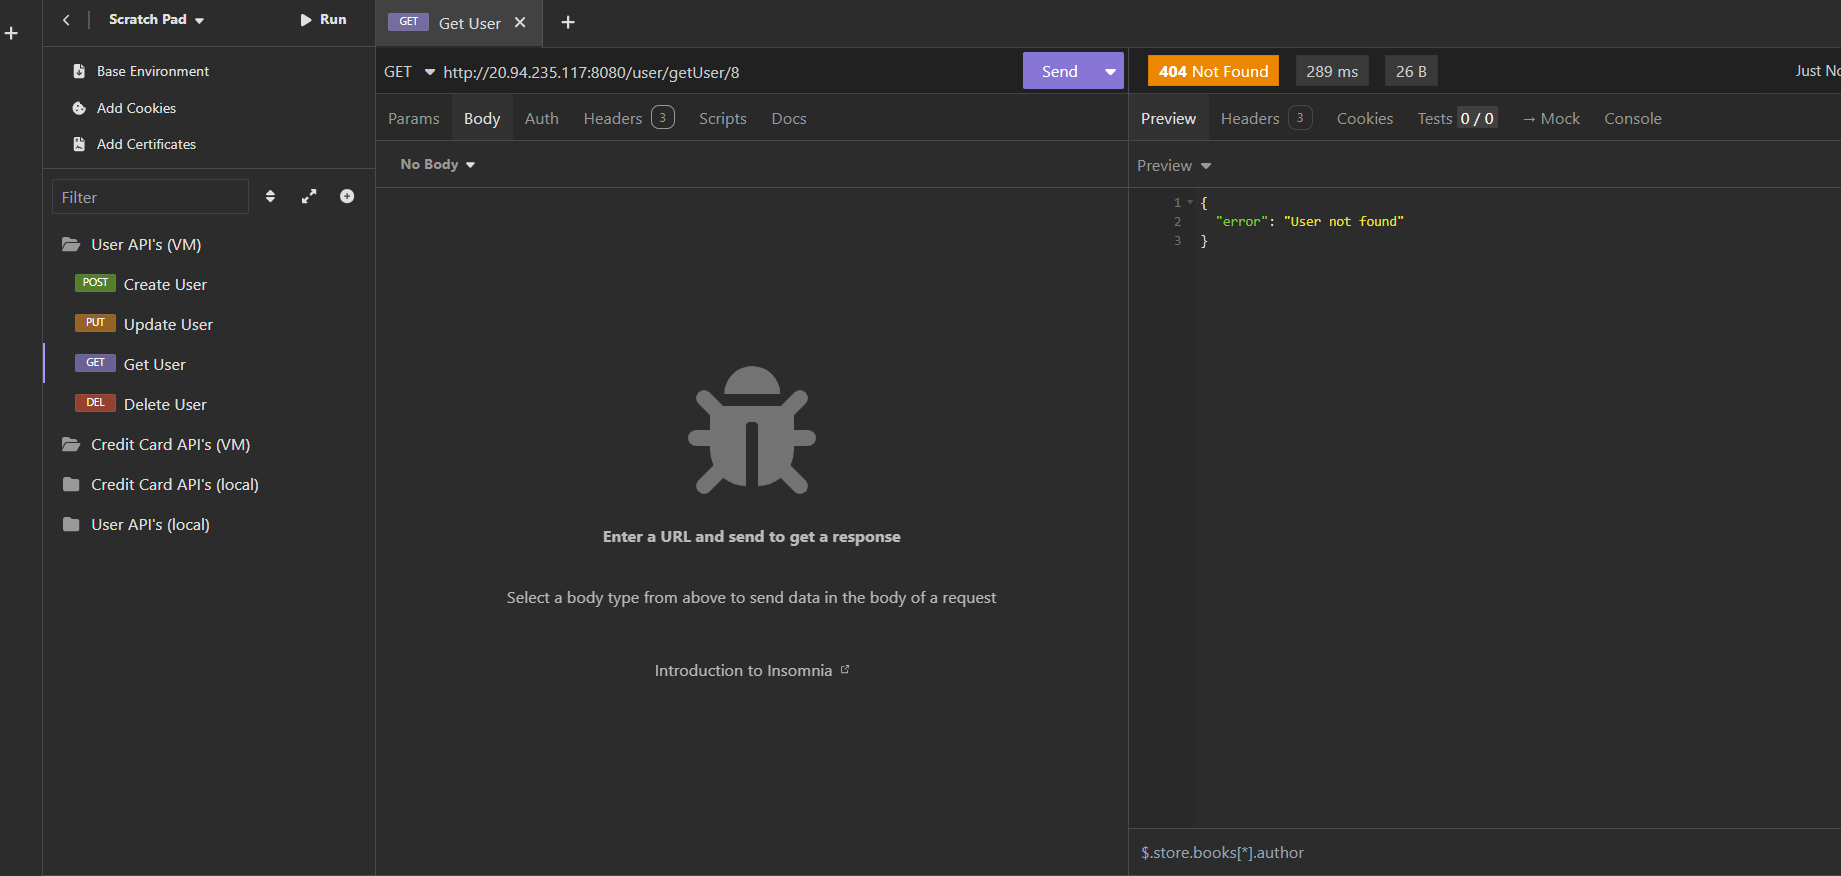 Scratch Pad
Run
Base Environment
Add Cookies
Add Certificates
Filter
User API's (VM)
POST Create User
PUT Update User
GET Get User
DEL Delete User
Credit Card API's (VM)
Credit Card API's (local)
User API's (local)
GET Get User
GET http://20.94.235.117:8080/user/getUser/8 Send
Params Body Auth Headers 3 Scripts Docs
No Body
Enter a URL and send to get a response
Select a body type from above to send data in the body of a request
Introduction to Insomnia
404 Not Found 289 ms 26 B Just
Preview Headers 3 Cookies Tests 0 / 0 → Mock Console
Preview
1 {
2 "error": "User not found"
3 }
$.store.books[*].author